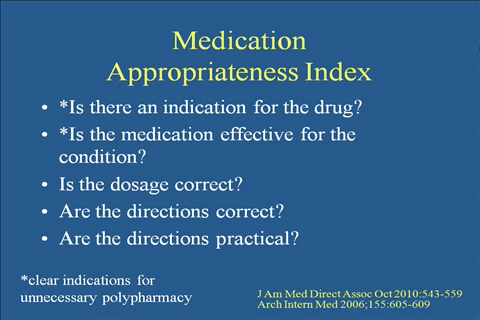 Medication
Appropriateness Index
• *Is there an indication for the drug?
• *Is the medication effective for the
condition?
• Is the dosage correct?
• Are the directions correct?
• Are the directions practical?
*clear indications for
unnecessary polypharmacy
J Am Med Direct Assoc Oct 2010:543-559
Arch Intern Med 2006;155:605-609